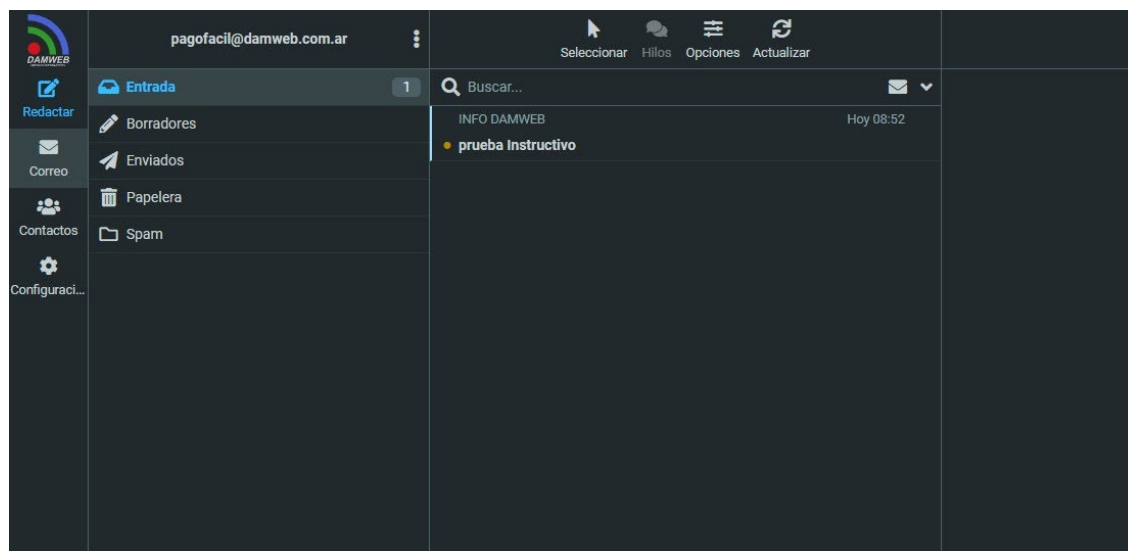 DAMWEB
Redactar
Correo
Contactos
Configuraci...
pagofacil@damweb.com.ar
Entrada 1
Borradores
Enviados
Papelera
Spam
Seleccionar Hilos Opciones Actualizar
Buscar...
INFO DAMWEB Hoy 08:52
prueba Instructivo